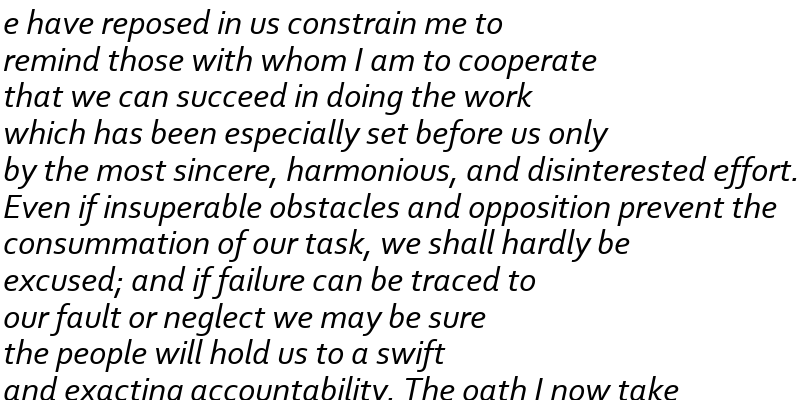 e have reposed in us constrain me to
remind those with whom I am to cooperate
that we can succeed in doing the work
which has been especially set before us only
by the most sincere, harmonious, and disinterested effort.
Even if insuperable obstacles and opposition prevent the
consummation of our task, we shall hardly be
excused; and if failure can be traced to
our fault or neglect we may be sure
the people will hold us to a swift
and exacting accountability. The oath I now take